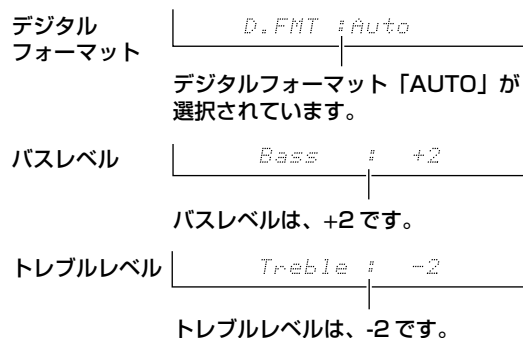 デジタル
フォーマット
D.FMT :Auto
デジタルフォーマット「AUTO」が
選択されています。
バスレベル
Bass : +2
バスレベルは、+2 です。
トレブルレベル
Treble : -2
トレブルレベルは、-2 です。